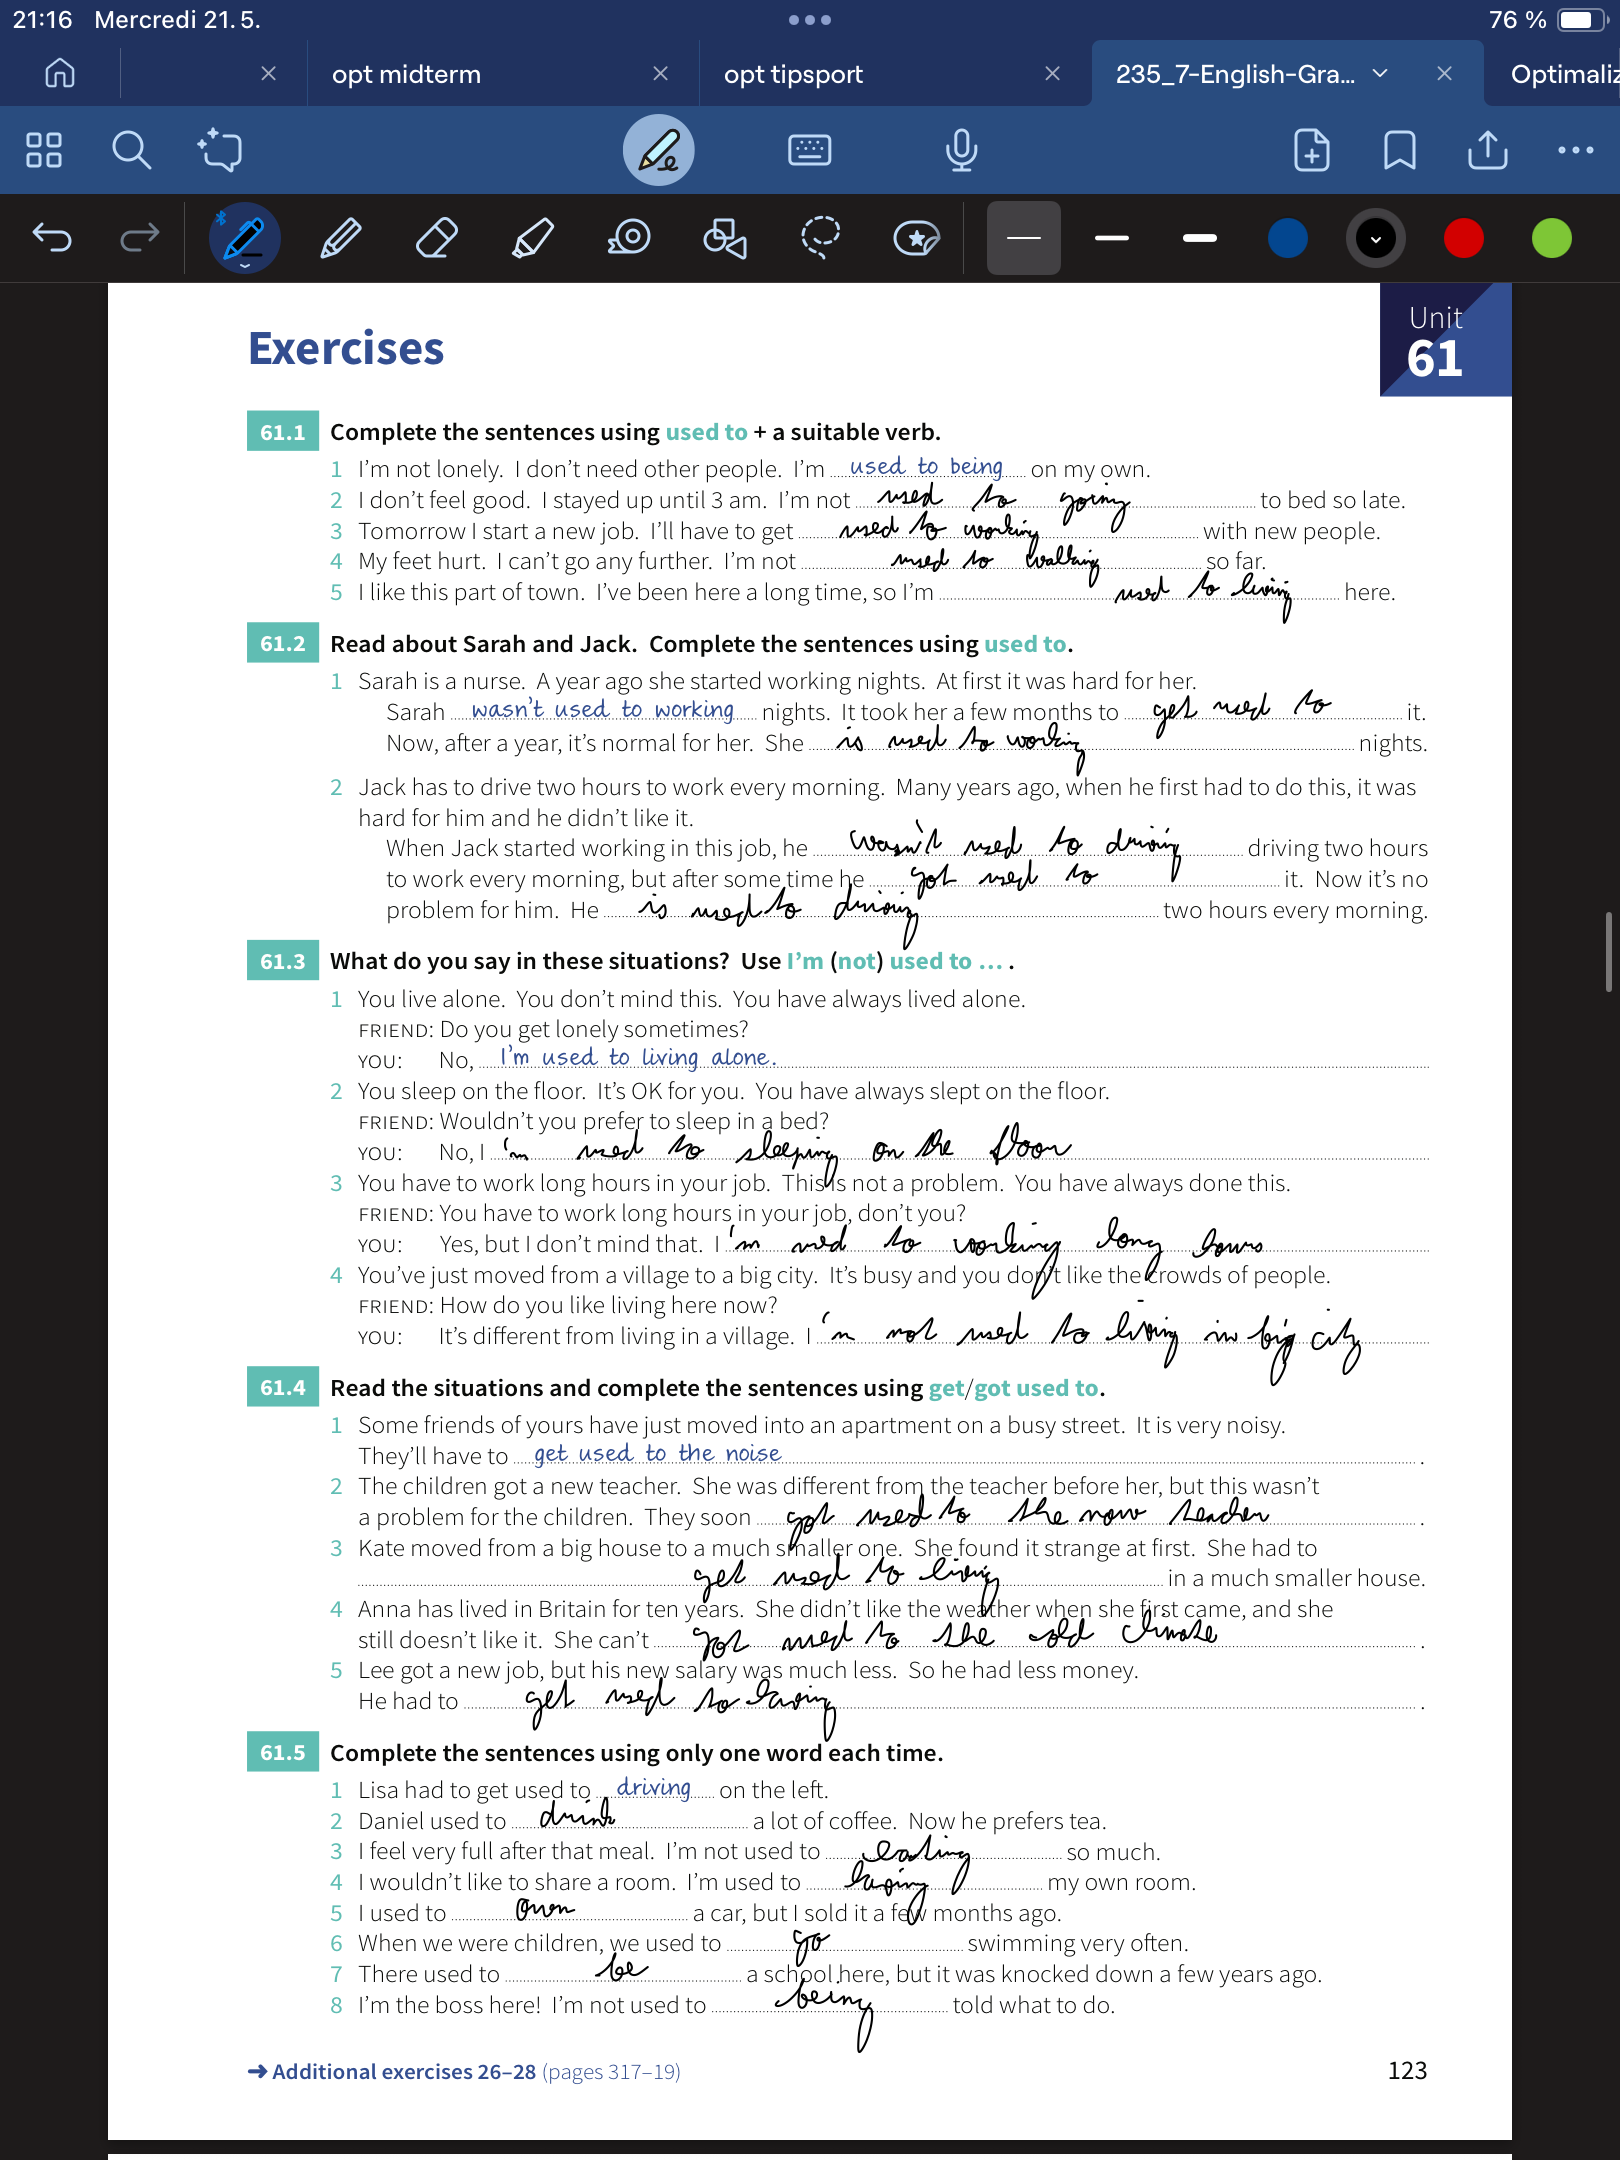 21:16 Mercredi 21. 5. 76 %
opt midterm opt tipsport 235_7-English-Gra... Optimaliz
Unit
61
Exercises
61.1 Complete the sentences using used to + a suitable verb.
1 I'm not lonely. I don't need other people. I'm used to being on my own.
2 I don't feel good. I stayed up until 3 am. I'm not used to going to bed so late.
3 Tomorrow I start a new job. I'll have to get used to working with new people.
4 My feet hurt. I can't go any further. I'm not used to walking so far.
5 I like this part of town. I've been here a long time, so I'm used to living here.
61.2 Read about Sarah and Jack. Complete the sentences using used to.
1 Sarah is a nurse. A year ago she started working nights. At first it was hard for her.
Sarah wasn't used to working nights. It took her a few months to get used to it.
Now, after a year, it's normal for her. She is used to working nights.
2 Jack has to drive two hours to work every morning. Many years ago, when he first had to do this, it was
hard for him and he didn't like it.
When Jack started working in this job, he wasn't used to driving driving two hours
to work every morning, but after some time he got used to it. Now it's no
problem for him. He is used to driving two hours every morning.
61.3 What do you say in these situations? Use I'm (not) used to ... .
1 You live alone. You don't mind this. You have always lived alone.
FRIEND: Do you get lonely sometimes?
YOU: No, I'm used to living alone.
2 You sleep on the floor. It's OK for you. You have always slept on the floor.
FRIEND: Wouldn't you prefer to sleep in a bed?
YOU: No, I 'm used to sleeping on the floor
3 You have to work long hours in your job. This is not a problem. You have always done this.
FRIEND: You have to work long hours in your job, don't you?
YOU: Yes, but I don't mind that. I 'm used to working long hours
4 You've just moved from a village to a big city. It's busy and you don't like the crowds of people.
FRIEND: How do you like living here now?
YOU: It's different from living in a village. I 'm not used to living in big city
61.4 Read the situations and complete the sentences using get/got used to.
1 Some friends of yours have just moved into an apartment on a busy street. It is very noisy.
They'll have to get used to the noise .
2 The children got a new teacher. She was different from the teacher before her, but this wasn't
a problem for the children. They soon got used to the new teacher .
3 Kate moved from a big house to a much smaller one. She found it strange at first. She had to
get used to living in a much smaller house.
4 Anna has lived in Britain for ten years. She didn't like the weather when she first came, and she
still doesn't like it. She can't got used to the cold climate .
5 Lee got a new job, but his new salary was much less. So he had less money.
He had to get used to having .
61.5 Complete the sentences using only one word each time.
1 Lisa had to get used to driving on the left.
2 Daniel used to drink a lot of coffee. Now he prefers tea.
3 I feel very full after that meal. I'm not used to eating so much.
4 I wouldn't like to share a room. I'm used to having my own room.
5 I used to own a car, but I sold it a few months ago.
6 When we were children, we used to go swimming very often.
7 There used to be a school here, but it was knocked down a few years ago.
8 I'm the boss here! I'm not used to being told what to do.
➜ Additional exercises 26–28 (pages 317–19) 123